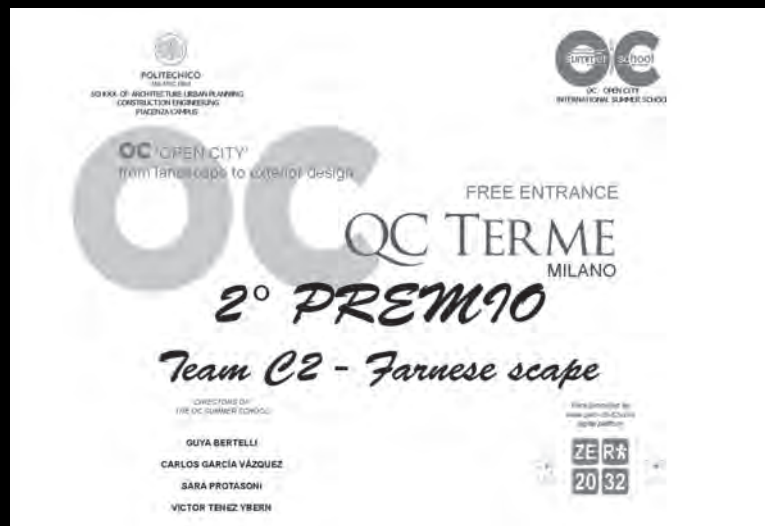 POLITECNICO
SCHOOL OF ARCHITECTURE URBAN PLANNING
CONSTRUCTION ENGINEERING
PIACENZA CAMPUS
OC
summer school
OC OPEN CITY
INTERNATIONAL SUMMER SCHOOL
OC
OC 'OPEN CITY'
from landscape to exterior design
FREE ENTRANCE
QC TERME
MILANO
2° PREMIO
Team C2 - Farnese scape
DIRECTORS OF
THE OC SUMMER SCHOOL:
GUYA BERTELLI
CARLOS GARCÍA VÁZQUEZ
SARA PROTASONI
VICTOR TENEZ YBERN
ZER
20 32